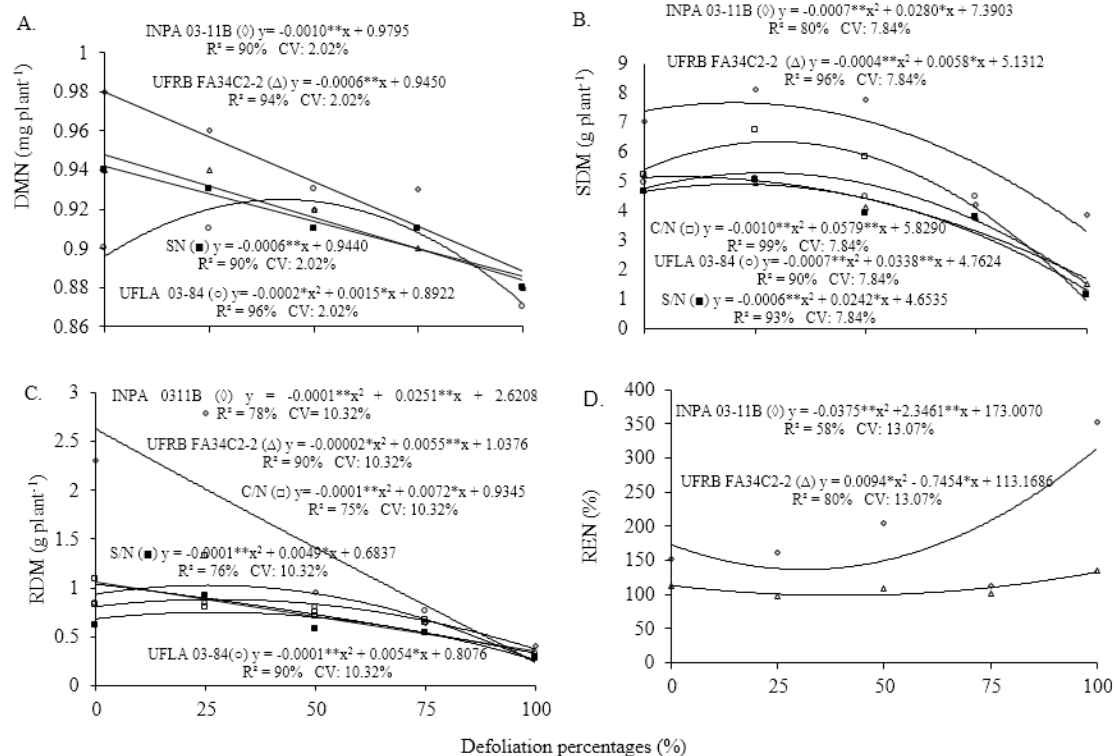 A.
INPA 03-11B (◊) y= -0.0010**x + 0.9795
R² = 90% CV: 2.02%
UFRB FA34C2-2 (Δ) y = -0.0006**x + 0.9450
R² = 94% CV: 2.02%
SN (■) y = -0.0006**x + 0.9440
R² = 90% CV: 2.02%
UFLA 03-84 (○) y= -0.0002*x² + 0.0015*x + 0.8922
R² = 96% CV: 2.02%
DMN (mg plant⁻¹)
1
0.98
0.96
0.94
0.92
0.9
0.88
0.86
B.
INPA 03-11B (◊) y= -0.0007**x² + 0.0280*x + 7.3903
R² = 80% CV: 7.84%
UFRB FA34C2-2 (Δ) y = -0.0004**x² + 0.0058*x + 5.1312
R² = 96% CV: 7.84%
C/N (□) y= -0.0010**x² + 0.0579*x + 5.8290
R² = 99% CV: 7.84%
UFLA 03-84 (○) y= -0.0007**x² + 0.0338**x + 4.7624
R² = 90% CV: 7.84%
S/N (■) y= -0.0006**x² + 0.0242*x + 4.6535
R² = 93% CV: 7.84%
SDM (g plant⁻¹)
9
8
7
6
5
4
3
2
1
0
C.
INPA 0311B (◊) y = -0.0001**x² + 0.0251*x + 2.6208
R² = 78% CV= 10.32%
UFRB FA34C2-2 (Δ) y = -0.00002*x² + 0.0055**x + 1.0376
R² = 90% CV: 10.32%
C/N (□) y= -0.0001**x² + 0.0072*x + 0.9345
R² = 75% CV: 10.32%
S/N (■) y = -0.0001**x² + 0.0049*x + 0.6837
R² = 76% CV: 10.32%
UFLA 03-84(○) y = -0.0001**x² + 0.0054*x + 0.8076
R² = 90% CV: 10.32%
RDM (g plant⁻¹)
3
2.5
2
1.5
1
0.5
0
0 25 50 75 100
D.
INPA 03-11B (◊) y= -0.0375**x² +2.3461**x + 173.0070
R² = 58% CV: 13.07%
UFRB FA34C2-2 (Δ) y= 0.0094*x² - 0.7454*x + 113.1686
R² = 80% CV: 13.07%
REN (%)
400
350
300
250
200
150
100
50
0
0 25 50 75 100
Defoliation percentages (%)